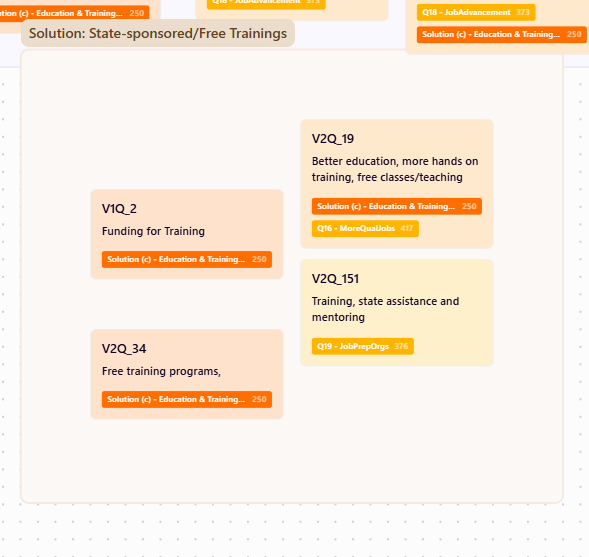 Q18 - JobAdvancement 373
ution (c) - Education & Training... 250
Q18 - JobAdvancement 373
Solution (c) - Education & Training... 250
Solution: State-sponsored/Free Trainings
V2Q_19
Better education, more hands on
training, free classes/teaching
Solution (c) - Education & Training... 250
Q16 - MoreQualJobs 417
V1Q_2
Funding for Training
Solution (c) - Education & Training... 250
V2Q_151
Training, state assistance and
mentoring
Q19 - JobPrepOrgs 376
V2Q_34
Free training programs,
Solution (c) - Education & Training... 250